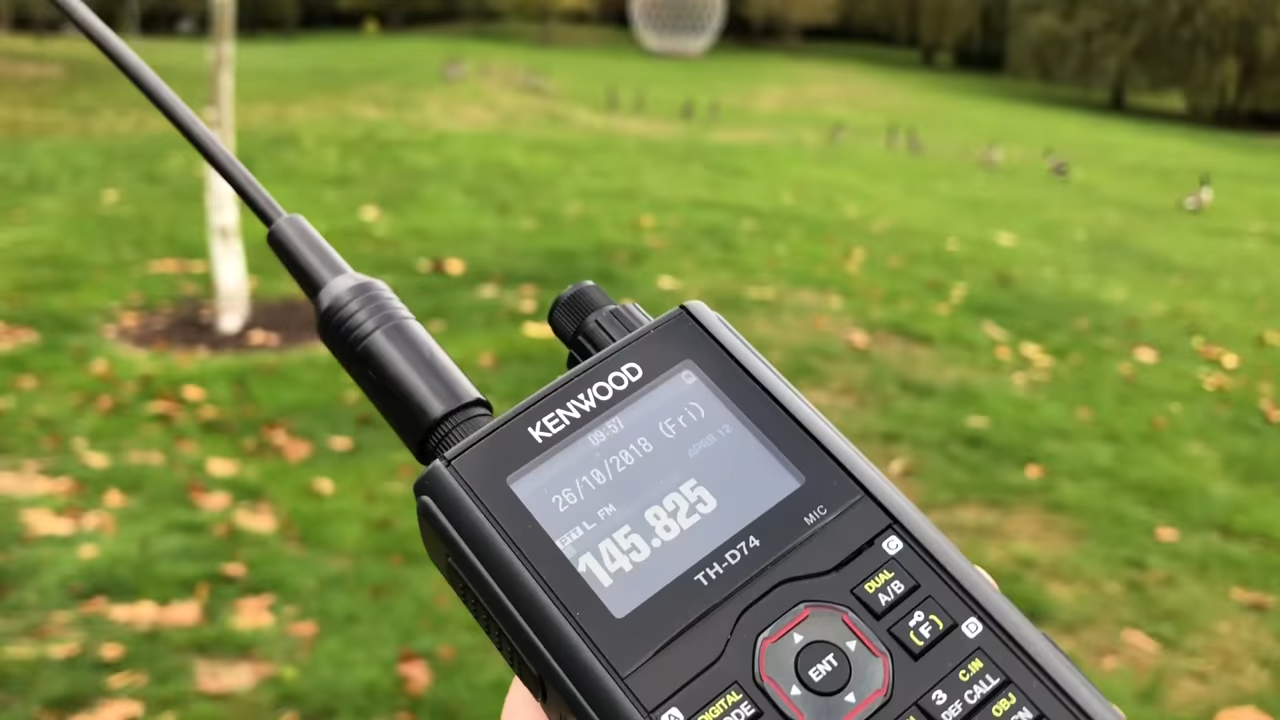 KENWOOD
09:57
26/10/2018 (Fri)
APRS 12
PTT L FM
145.825
TH-D74
MIC
C
DUAL
A/B
(F)
D
ENT
C.IN
3 DEF CALL
OBJ
A
DIGITAL